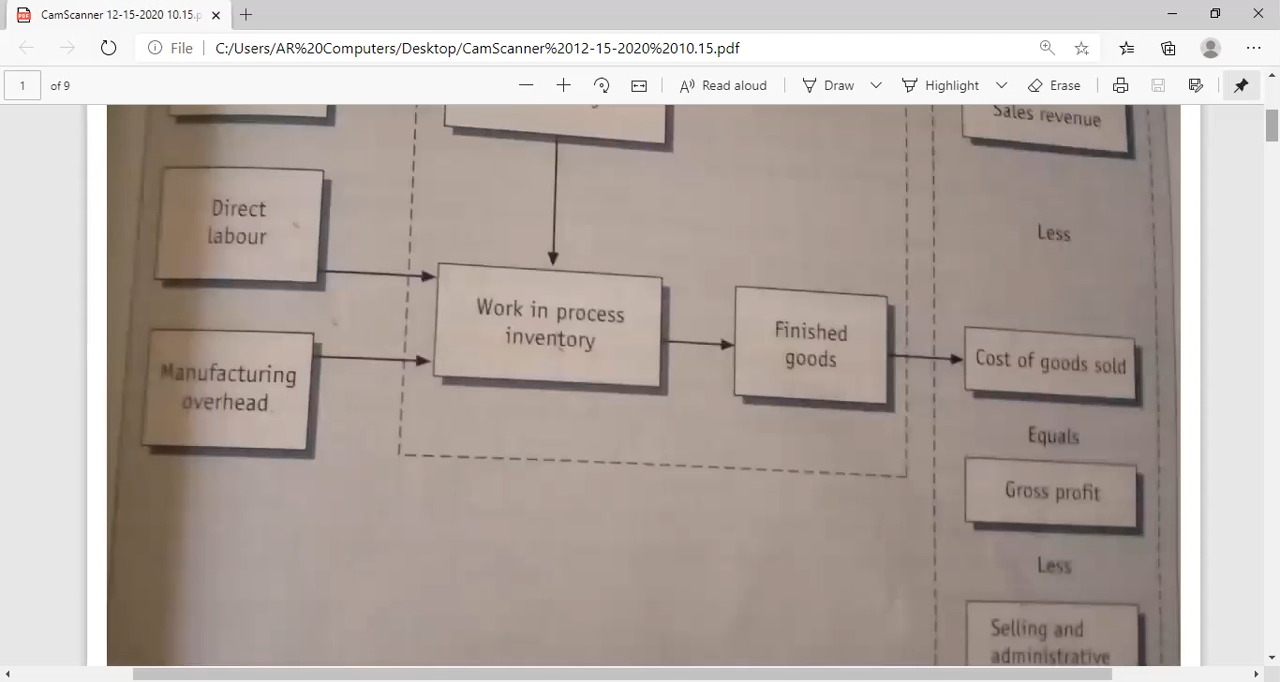 CamScanner 12-15-2020 10.15.p
File
C:/Users/AR%20Computers/Desktop/CamScanner%2012-15-2020%2010.15.pdf
1
of 9
Read aloud
Draw
Highlight
Erase
Sales revenue
Direct
labour
Less
Work in process
inventory
Finished
goods
Cost of goods sold
Manufacturing
overhead
Equals
Gross profit
Less
Selling and
administrative